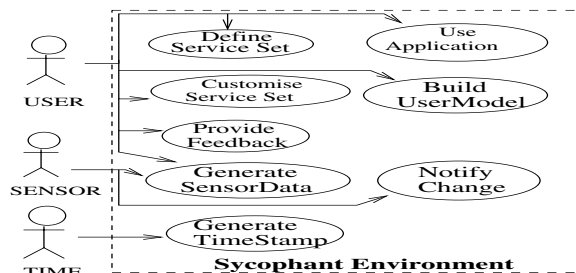 Define
Service Set
Use
Application
USER
Customise
Service Set
Build
UserModel
Provide
Feedback
SENSOR
Generate
SensorData
Notify
Change
Generate
TimeStamp
TIME
Sycophant Environment